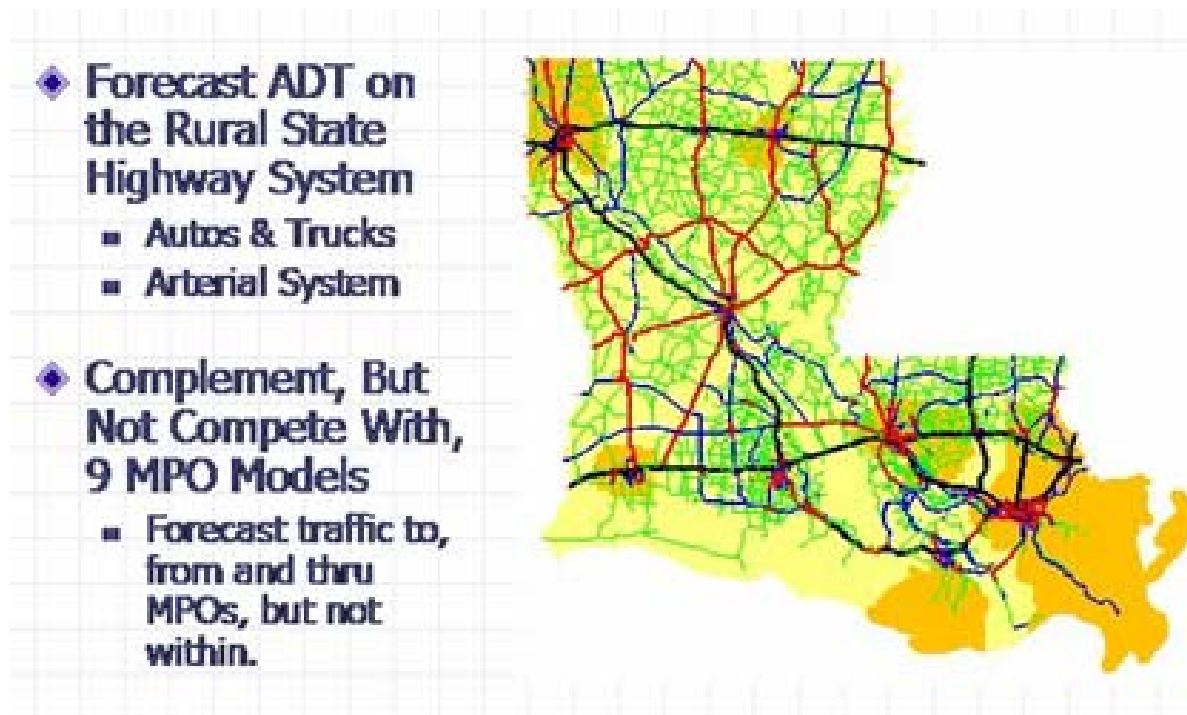 Forecast ADT on
the Rural State
Highway System
Autos & Trucks
Arterial System
Complement, But
Not Compete With,
9 MPO Models
Forecast traffic to,
from and thru
MPOs, but not
within.